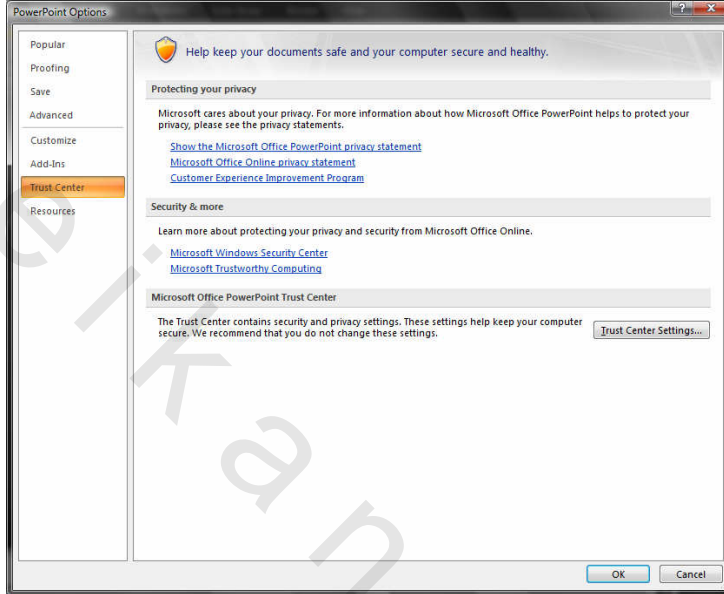 PowerPoint Options
?
X
Popular
Proofing
Save
Advanced
Customize
Add-Ins
Trust Center
Resources
Help keep your documents safe and your computer secure and healthy.
Protecting your privacy
Microsoft cares about your privacy. For more information about how Microsoft Office PowerPoint helps to protect your
privacy, please see the privacy statements.
Show the Microsoft Office PowerPoint privacy statement
Microsoft Office Online privacy statement
Customer Experience Improvement Program
Security & more
Learn more about protecting your privacy and security from Microsoft Office Online.
Microsoft Windows Security Center
Microsoft Trustworthy Computing
Microsoft Office PowerPoint Trust Center
The Trust Center contains security and privacy settings. These settings help keep your computer
secure. We recommend that you do not change these settings.
Trust Center Settings...
OK
Cancel
eikan